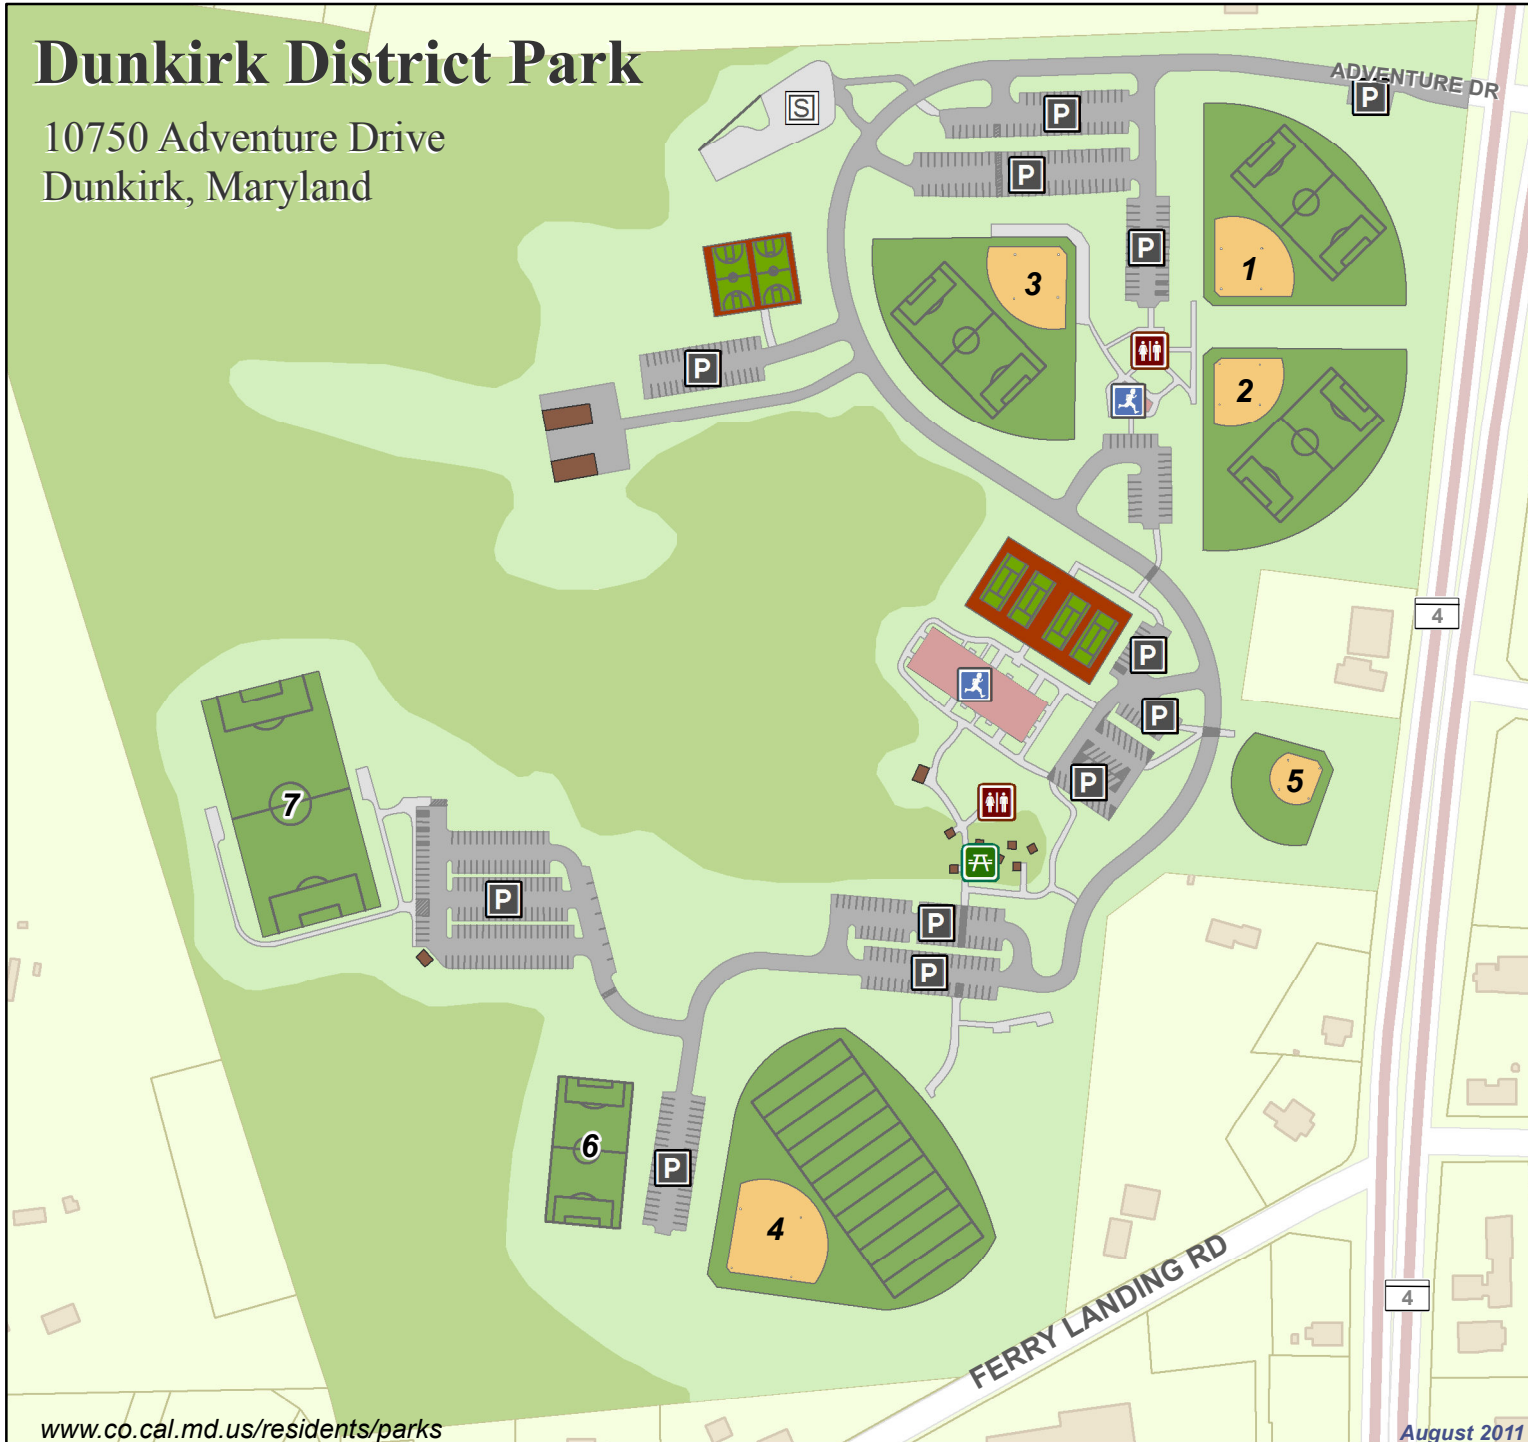 Dunkirk District Park
10750 Adventure Drive
Dunkirk, Maryland
ADVENTURE DR
P
S
P
P
P
1
3
2
P
4
P
P
P
5
7
P
P
P
6
P
4
FERRY LANDING RD
4
www.co.cal.md.us/residents/parks
August 2011